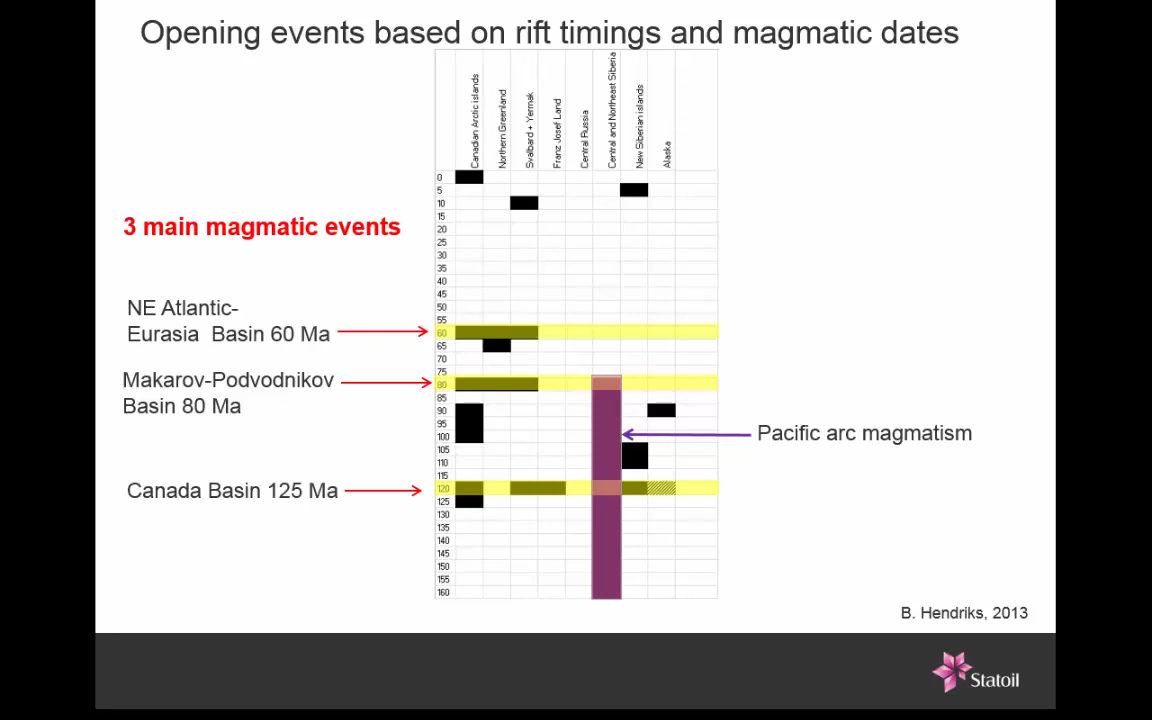 Opening events based on rift timings and magmatic dates
Canadian Arctic islands
Northern Greenland
Svalbard + Yermak
Franz Josef Land
Central Russia
Central and Northeast Siberia
New Siberian islands
Alaska
0
5
10
15
20
25
30
35
40
45
50
55
60
65
70
75
80
85
90
95
100
105
110
115
120
125
130
135
140
145
150
155
160
3 main magmatic events
NE Atlantic-
Eurasia Basin 60 Ma
Makarov-Podvodnikov
Basin 80 Ma
Pacific arc magmatism
Canada Basin 125 Ma
B. Hendriks, 2013
Statoil